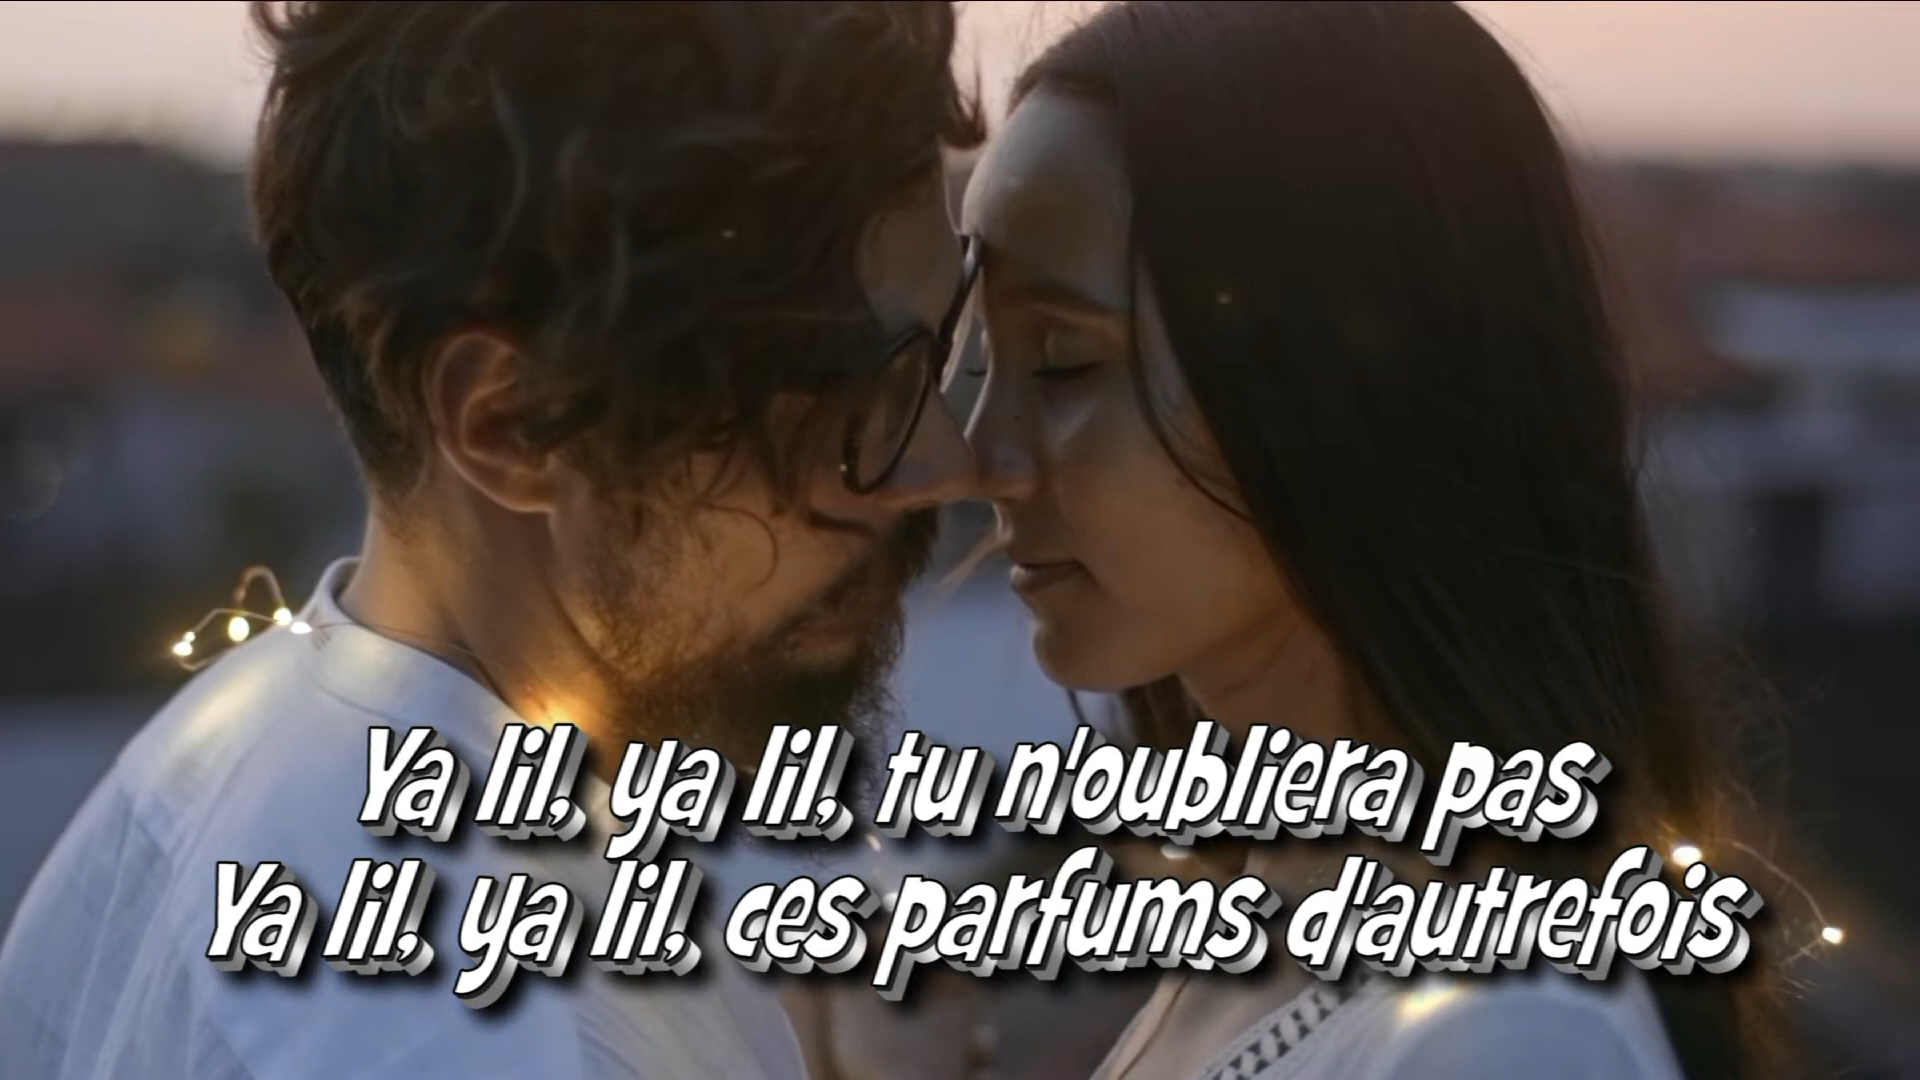 Ya lil, ya lil, tu n'oubliera pas
Ya lil, ya lil, ces parfums d'autrefois